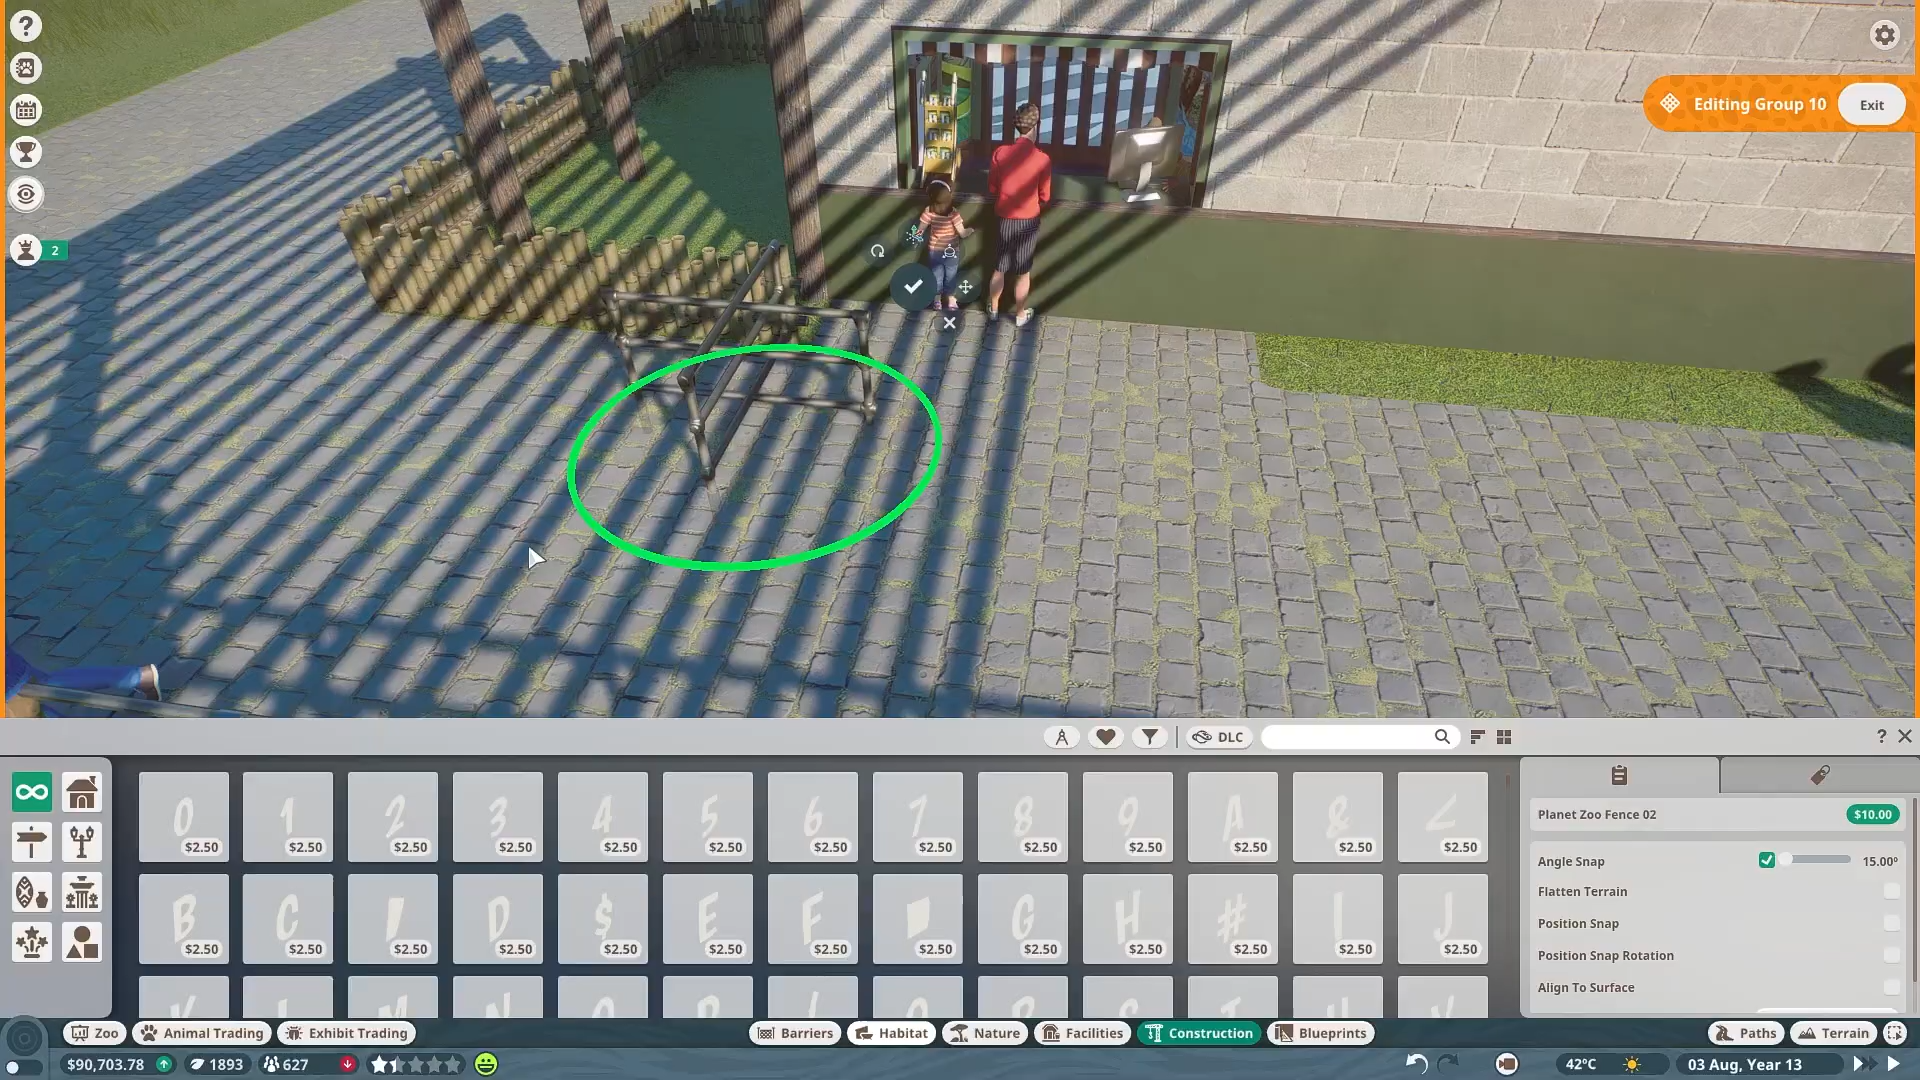 ?
Editing Group 10
Exit
2
DLC
?
0 $2.50
1 $2.50
2 $2.50
3 $2.50
4 $2.50
5 $2.50
6 $2.50
7 $2.50
8 $2.50
9 $2.50
A $2.50
& $2.50
$2.50
B $2.50
C $2.50
$2.50
D $2.50
$ $2.50
E $2.50
F $2.50
$2.50
G $2.50
H $2.50
# $2.50
I $2.50
J $2.50
Planet Zoo Fence 02
$10.00
Angle Snap
15.00°
Flatten Terrain
Position Snap
Position Snap Rotation
Align To Surface
Zoo
Animal Trading
Exhibit Trading
Barriers
Habitat
Nature
Facilities
Construction
Blueprints
Paths
Terrain
$90,703.78
1893
627
42°C
03 Aug, Year 13